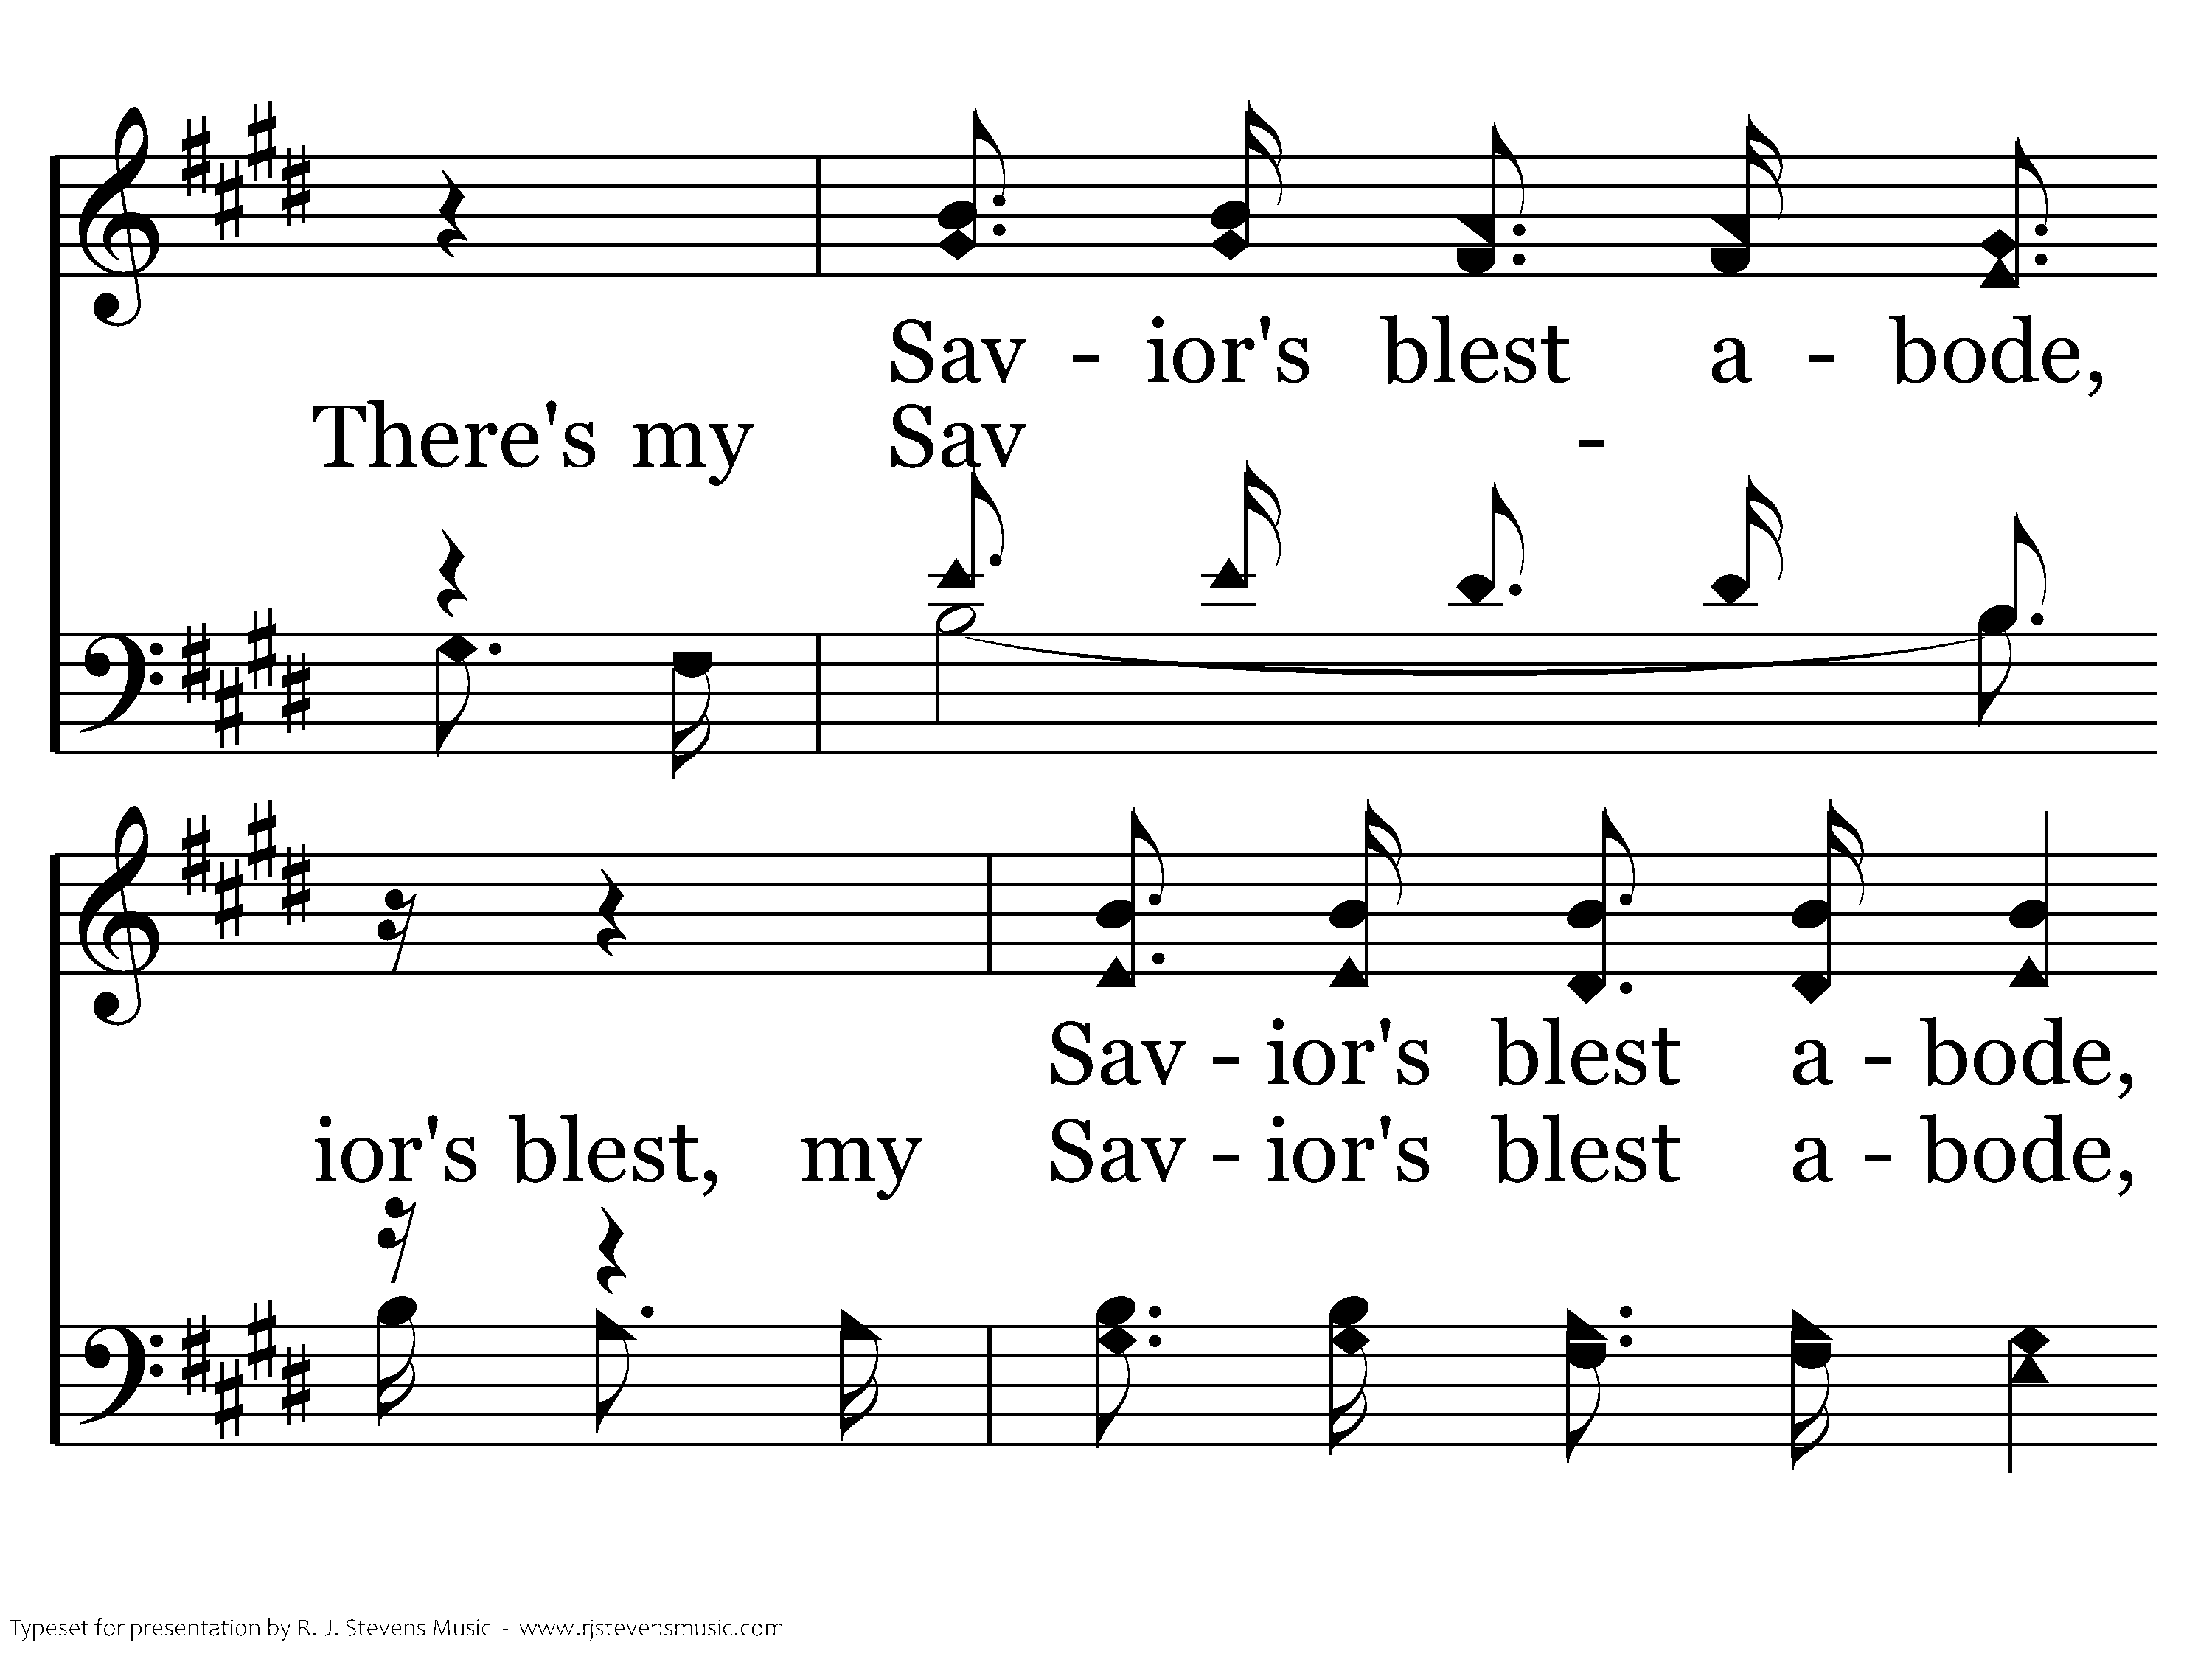 Sav - ior's blest a - bode,
There's my Sav -
Sav - ior's blest a - bode,
ior's blest, my Sav - ior's blest a - bode,
Typeset for presentation by R. J. Stevens Music - www.rjstevensmusic.com